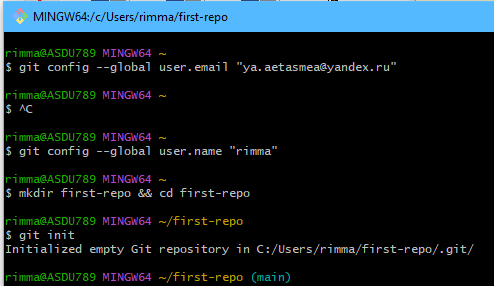 MINGW64:/c/Users/rimma/first-repo
rimma@ASDU789 MINGW64 ~
$ git config --global user.email "ya.aetasmea@yandex.ru"
rimma@ASDU789 MINGW64 ~
$ ^C
rimma@ASDU789 MINGW64 ~
$ git config --global user.name "rimma"
rimma@ASDU789 MINGW64 ~
$ mkdir first-repo && cd first-repo
rimma@ASDU789 MINGW64 ~/first-repo
$ git init
Initialized empty Git repository in C:/Users/rimma/first-repo/.git/
rimma@ASDU789 MINGW64 ~/first-repo (main)